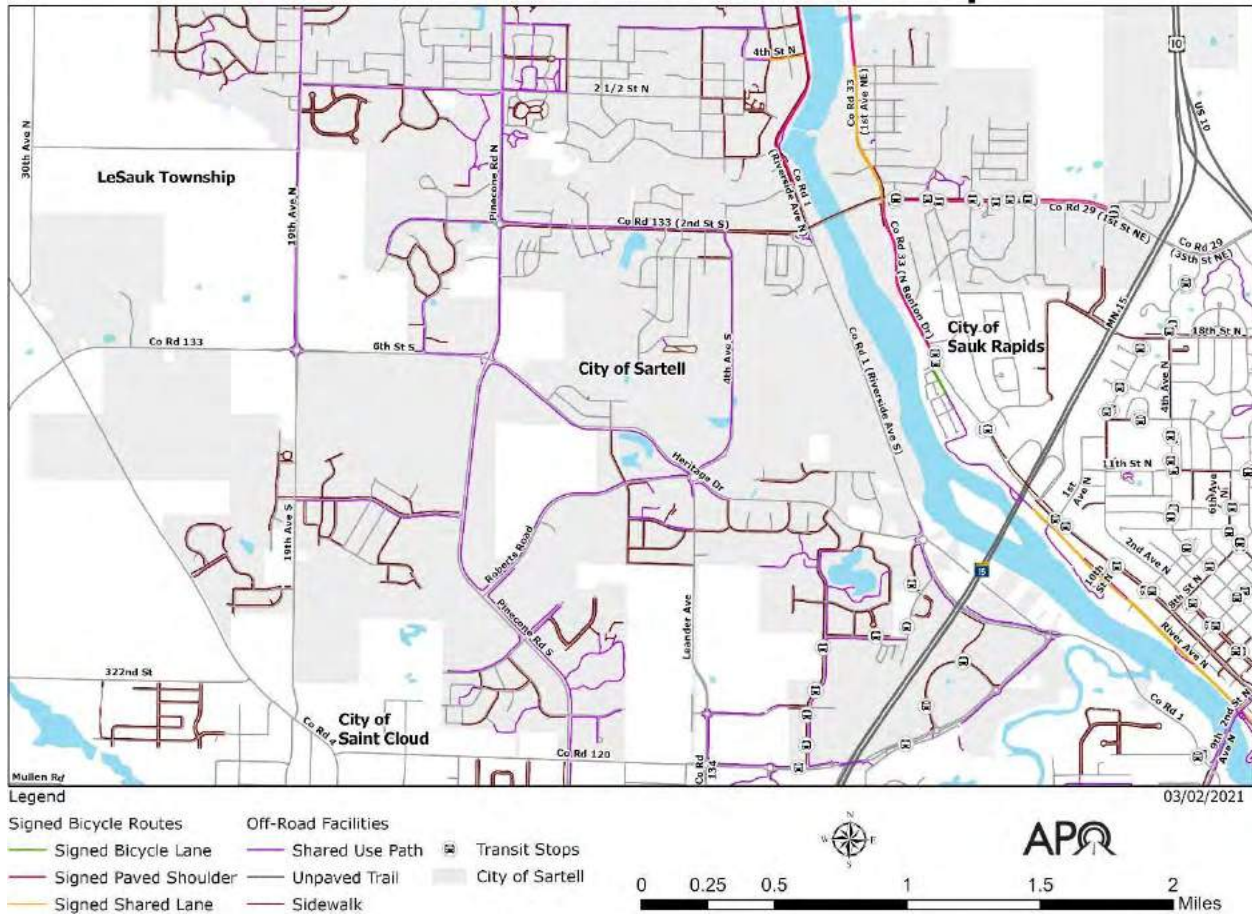 4th St N
10
2 1/2 St N
Co Rd 33
(1st Ave NE)
US 10
30th Ave N
LeSauk Township
19th Ave N
Pinecone Rd N
Co Rd 1
(Riverside Ave N)
Co Rd 133 (2nd St S)
Co Rd 29 (1st St NE)
Co Rd 29
(35th St NE)
Co Rd 33 (N Benton Dr)
MN 15
City of
Sauk Rapids
18th St N
Co Rd 133
6th St S
City of Sartell
4th Ave S
Co Rd 1 (Riverside Ave S)
4th Ave N
Heritage Dr
11th St N
1st
Ave N
6th Ave
N
19th Ave S
Roberts Road
2nd Ave N
15
10th
St N
8th St N
Pinecone Rd S
Leander Ave
River Ave N
322nd St
City of
Saint Cloud
Co Rd 4
Co Rd 120
Co Rd
134
Co Rd 1
2nd St N
9th
Ave N
Mullen Rd
03/02/2021
Legend
Signed Bicycle Routes
Off-Road Facilities
Signed Bicycle Lane
Shared Use Path
Transit Stops
Signed Paved Shoulder
Unpaved Trail
City of Sartell
Signed Shared Lane
Sidewalk
N
W E
S
APO
0 0.25 0.5 1 1.5 2
Miles